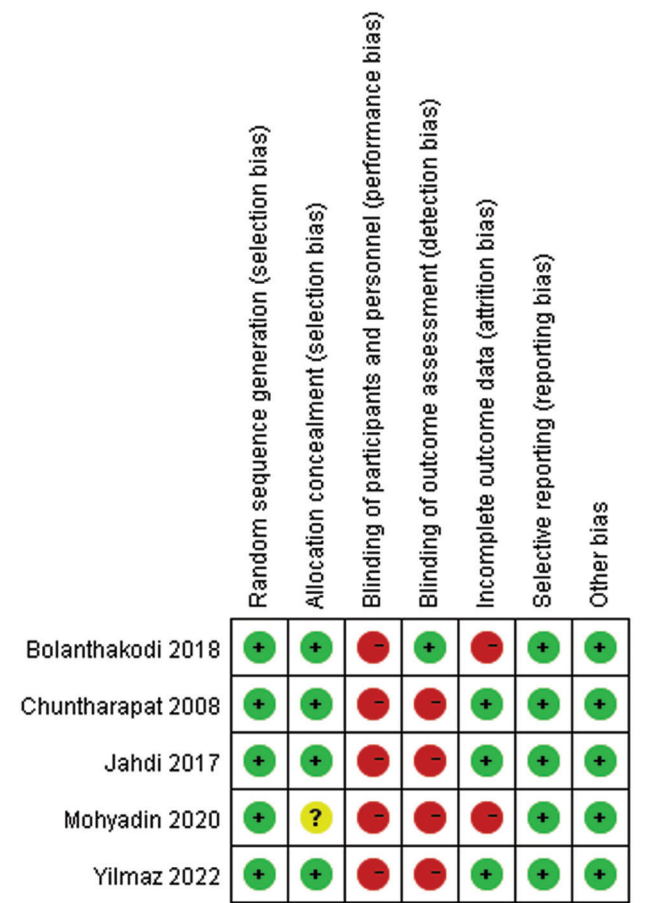 Random sequence generation (selection bias)
Allocation concealment (selection bias)
Blinding of participants and personnel (performance bias)
Blinding of outcome assessment (detection bias)
Incomplete outcome data (attrition bias)
Selective reporting (reporting bias)
Other bias
Bolanthakodi 2018 + + - + - + +
Chuntharapat 2008 + + - - + + +
Jahdi 2017 + + - - + + +
Mohyadin 2020 + ? - - - + +
Yilmaz 2022 + + - - + + +